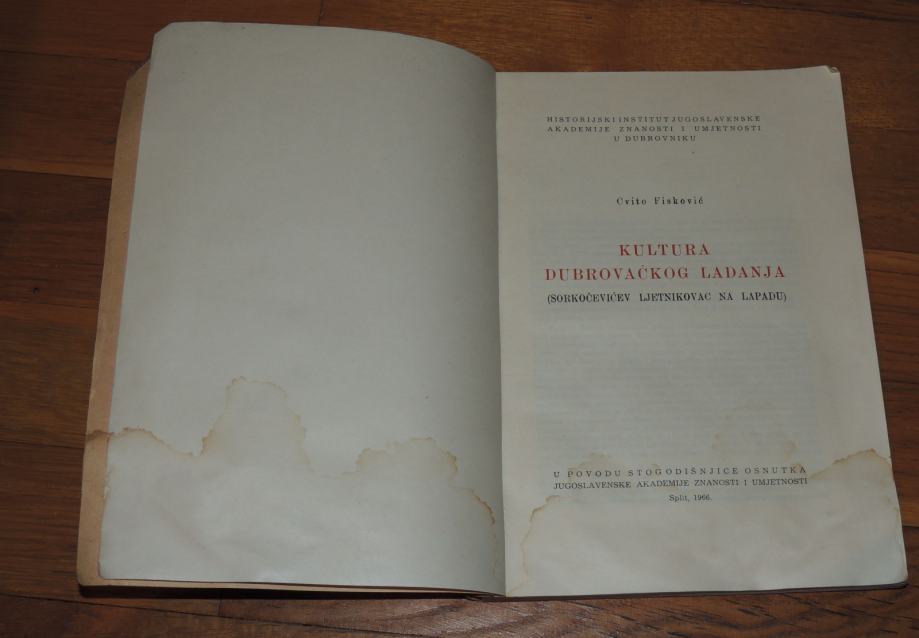 HISTORIJSKI INSTITUT JUGOSLAVENSKE
AKADEMIJE ZNANOSTI I UMJETNOSTI
U DUBROVNIKU
Cvito Fisković
KULTURA
DUBROVAČKOG LADANJA
(SORKOČEVIĆEV LJETNIKOVAC NA LAPADU)
U POVODU STOGODIŠNJICE OSNUTKA
JUGOSLAVENSKE AKADEMIJE ZNANOSTI I UMJETNOSTI
Split, 1966.